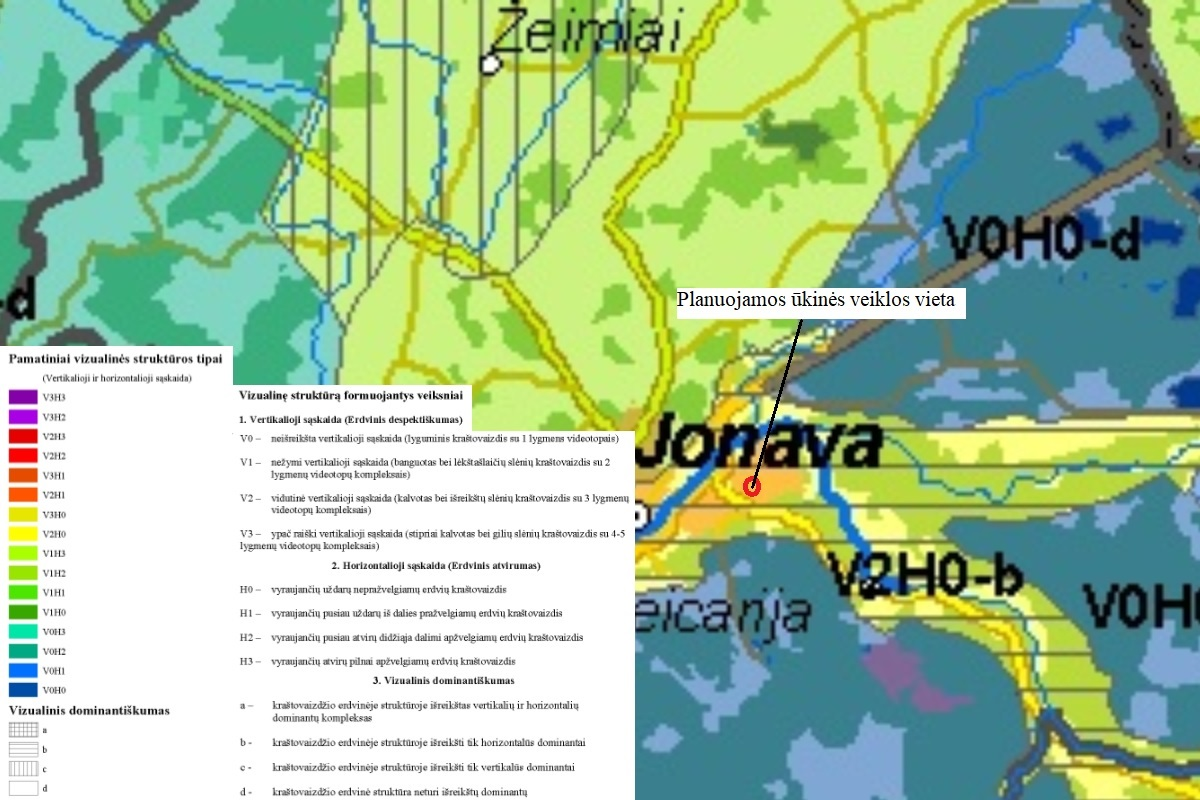 Žeimiai
V0H0-d
-d
Planuojamos ūkinės veiklos vieta
Jonava
V2H0-b
V0H0
eicarija
Pamatiniai vizualinės struktūros tipai
(Vertikalioji ir horizontalioji sąskaida)
V3H3
V3H2
V2H3
V2H2
V3H1
V2H1
V3H0
V2H0
V1H3
V1H2
V1H1
V1H0
V0H3
V0H2
V0H1
V0H0
Vizualinis dominantiškumas
a
b
c
d
Vizualinę struktūrą formuojantys veiksniai
1. Vertikalioji sąskaida (Erdvinis despektiškumas)
V0 – neišreikšta vertikalioji sąskaida (lyguminis kraštovaizdis su 1 lygmens videotopais)
V1 – nežymi vertikalioji sąskaida (banguotas bei lėkštašlaičių slėnių kraštovaizdis su 2
lygmenų videotopų kompleksais)
V2 – vidutinė vertikalioji sąskaida (kalvotas bei išreikštų slėnių kraštovaizdis su 3 lygmenų
videotopų kompleksais)
V3 – ypač raiški vertikalioji sąskaida (stipriai kalvotas bei gilių slėnių kraštovaizdis su 4-5
lygmenų videotopų kompleksais)
2. Horizontalioji sąskaida (Erdvinis atvirumas)
H0 – vyraujančių uždarų nepražvelgiamų erdvių kraštovaizdis
H1 – vyraujančių pusiau uždarų iš dalies pražvelgiamų erdvių kraštovaizdis
H2 – vyraujančių pusiau atvirų didžiąja dalimi apžvelgiamų erdvių kraštovaizdis
H3 – vyraujančių atvirų pilnai apžvelgiamų erdvių kraštovaizdis
3. Vizualinis dominantiškumas
a – kraštovaizdžio erdvinėje struktūroje išreikštas vertikalių ir horizontalių
dominantų kompleksas
b - kraštovaizdžio erdvinėje struktūroje išreikšti tik horizontalūs dominantai
c - kraštovaizdžio erdvinėje struktūroje išreikšti tik vertikalūs dominantai
d - kraštovaizdžio erdvinė struktūra neturi išreikštų dominantų